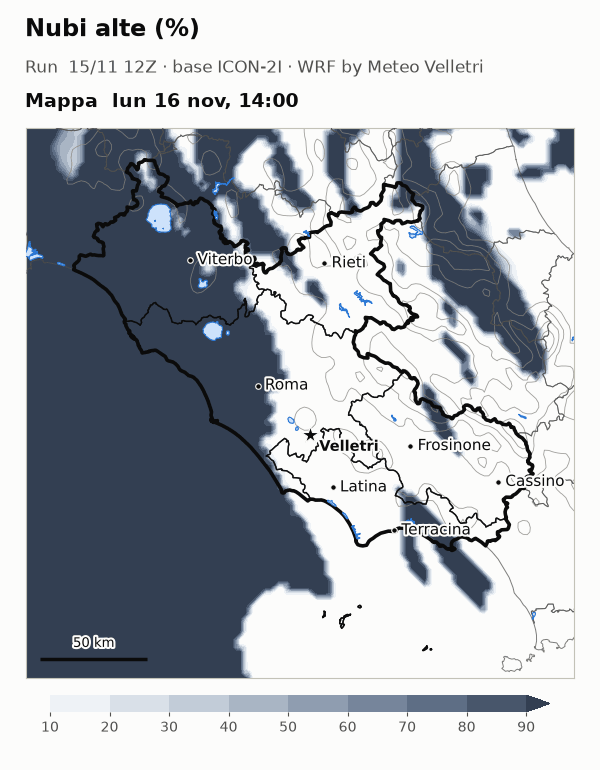 Nubi alte (%)
Run  15/11 12Z · base ICON-2I · WRF by Meteo Velletri
Mappa  lun 16 nov, 14:00
Viterbo
Rieti
Roma
Velletri
Frosinone
Cassino
Latina
Terracina
50 km
10 20 30 40 50 60 70 80 90